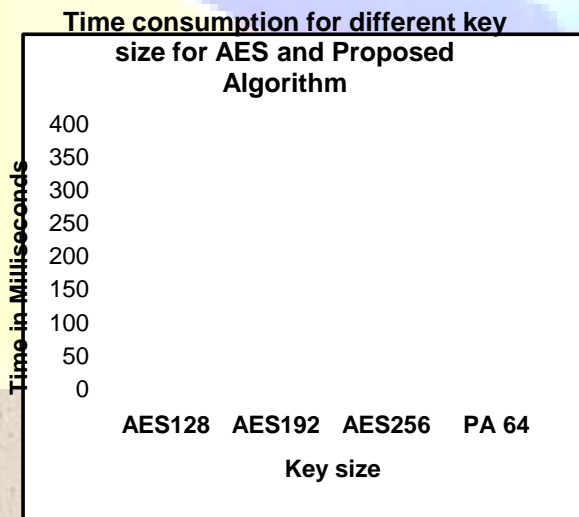 Time consumption for different key
size for AES and Proposed
Algorithm
Time in Milliseconds
400
350
300
250
200
150
100
50
0
AES128 AES192 AES256 PA 64
Key size